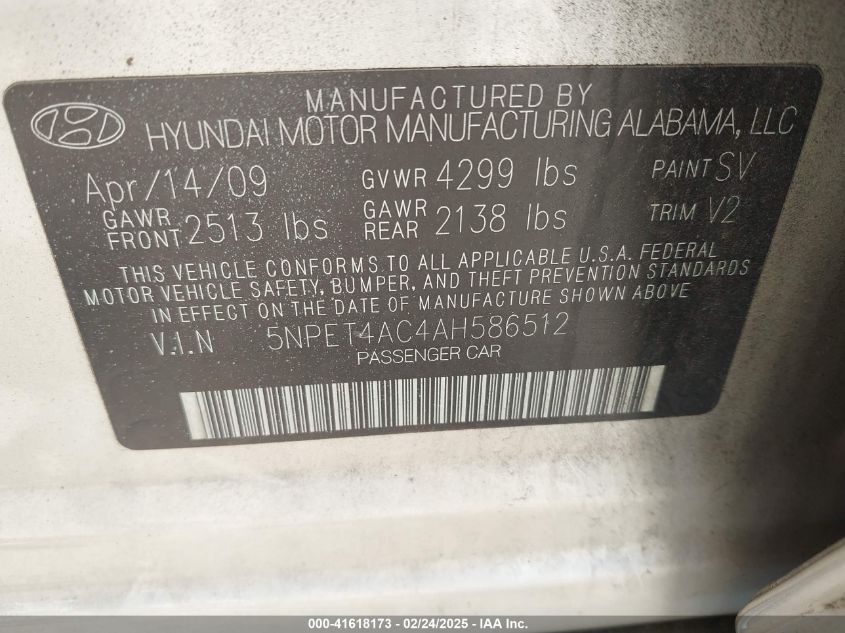 MANUFACTURED BY
HYUNDAI MOTOR MANUFACTURING ALABAMA, LLC
Apr/14/09 GVWR 4299 lbs PAINT SV
GAWR FRONT 2513 lbs GAWR REAR 2138 lbs TRIM V2
THIS VEHICLE CONFORMS TO ALL APPLICABLE U.S.A. FEDERAL
MOTOR VEHICLE SAFETY, BUMPER, AND THEFT PREVENTION STANDARDS
IN EFFECT ON THE DATE OF MANUFACTURE SHOWN ABOVE
V.I.N 5NPET4AC4AH586512
PASSENGER CAR
000-41618173 - 02/24/2025 - IAA Inc.